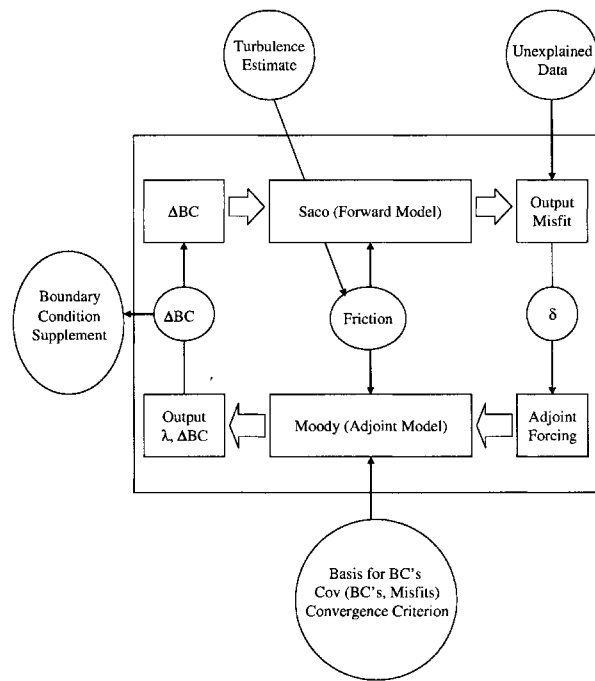 Turbulence
Estimate
Unexplained
Data
ΔBC
Saco (Forward Model)
Output
Misfit
Boundary
Condition
Supplement
ΔBC
Friction
δ
Output
λ, ΔBC
Moody (Adjoint Model)
Adjoint
Forcing
Basis for BC's
Cov (BC's, Misfits)
Convergence Criterion